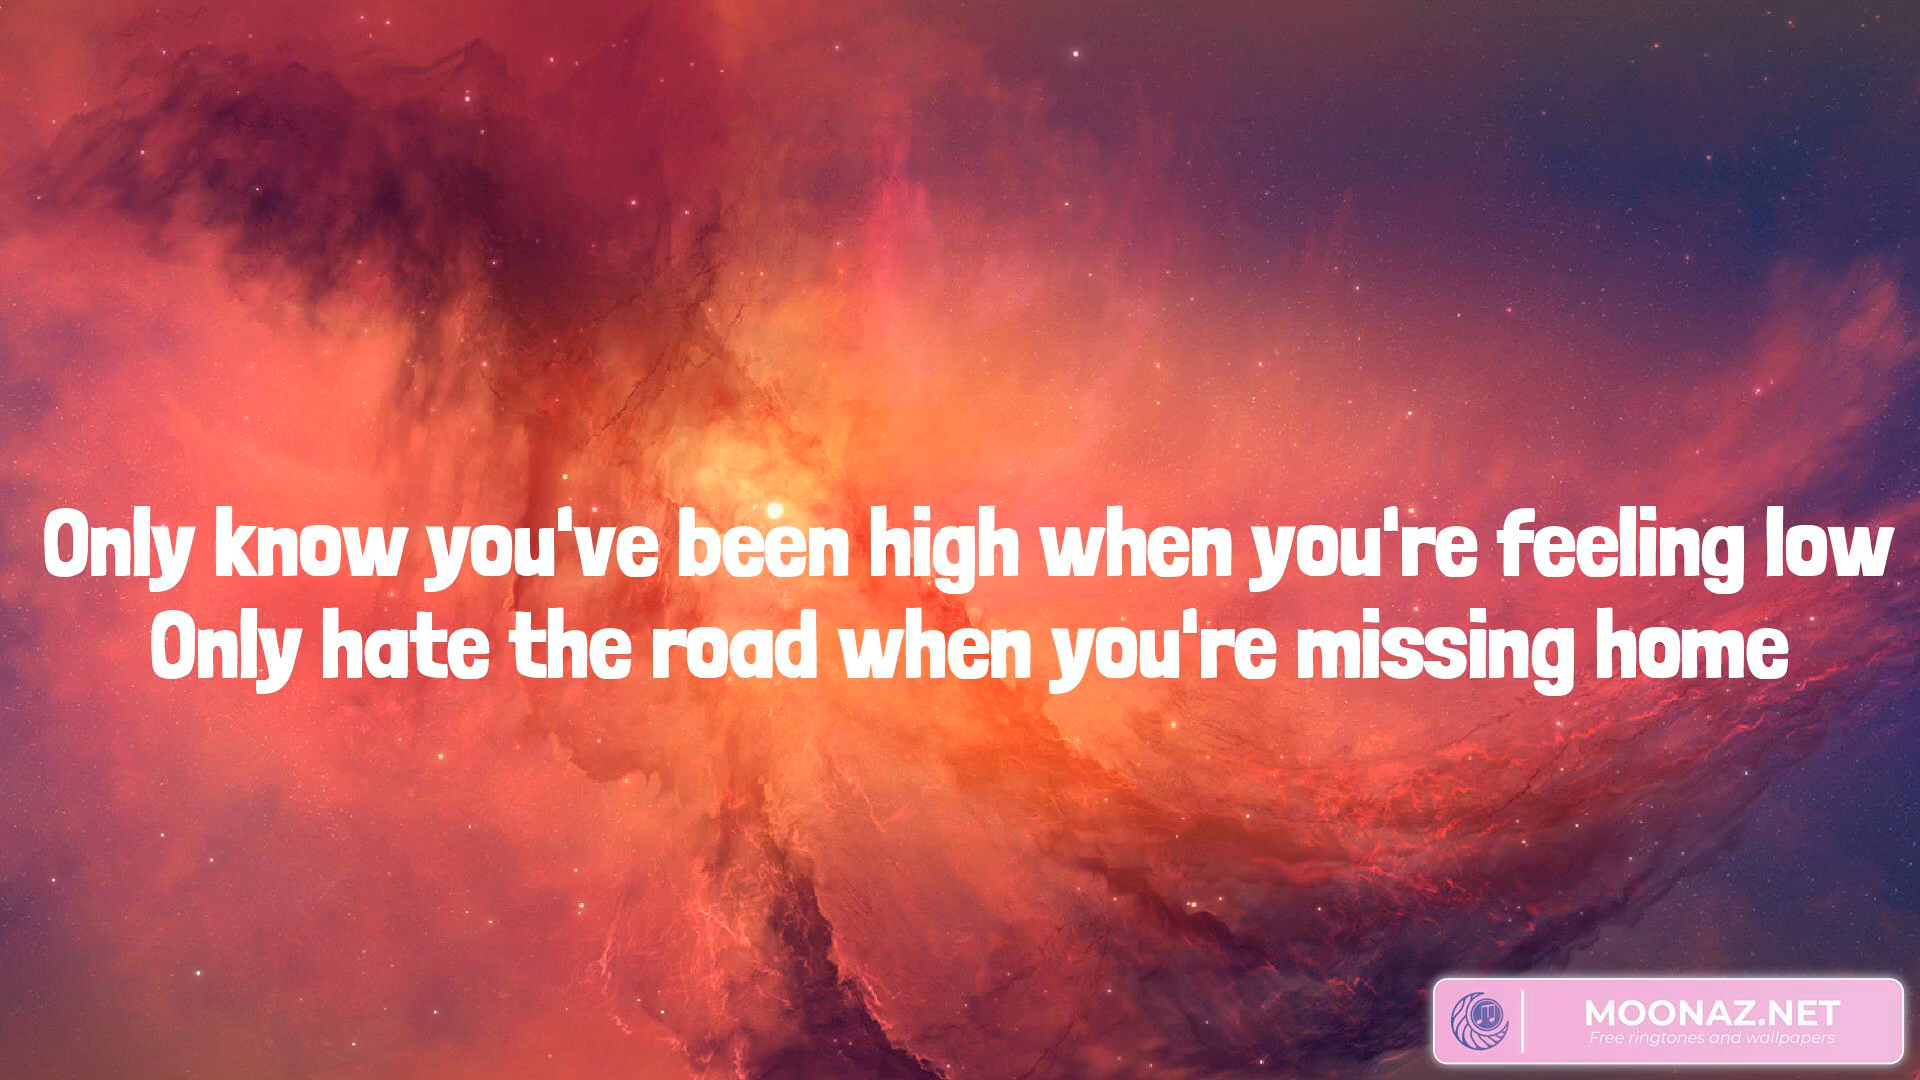 Only know you've been high when you're feeling low
Only hate the road when you're missing home
MOONAZ.NET
Free ringtones and wallpapers